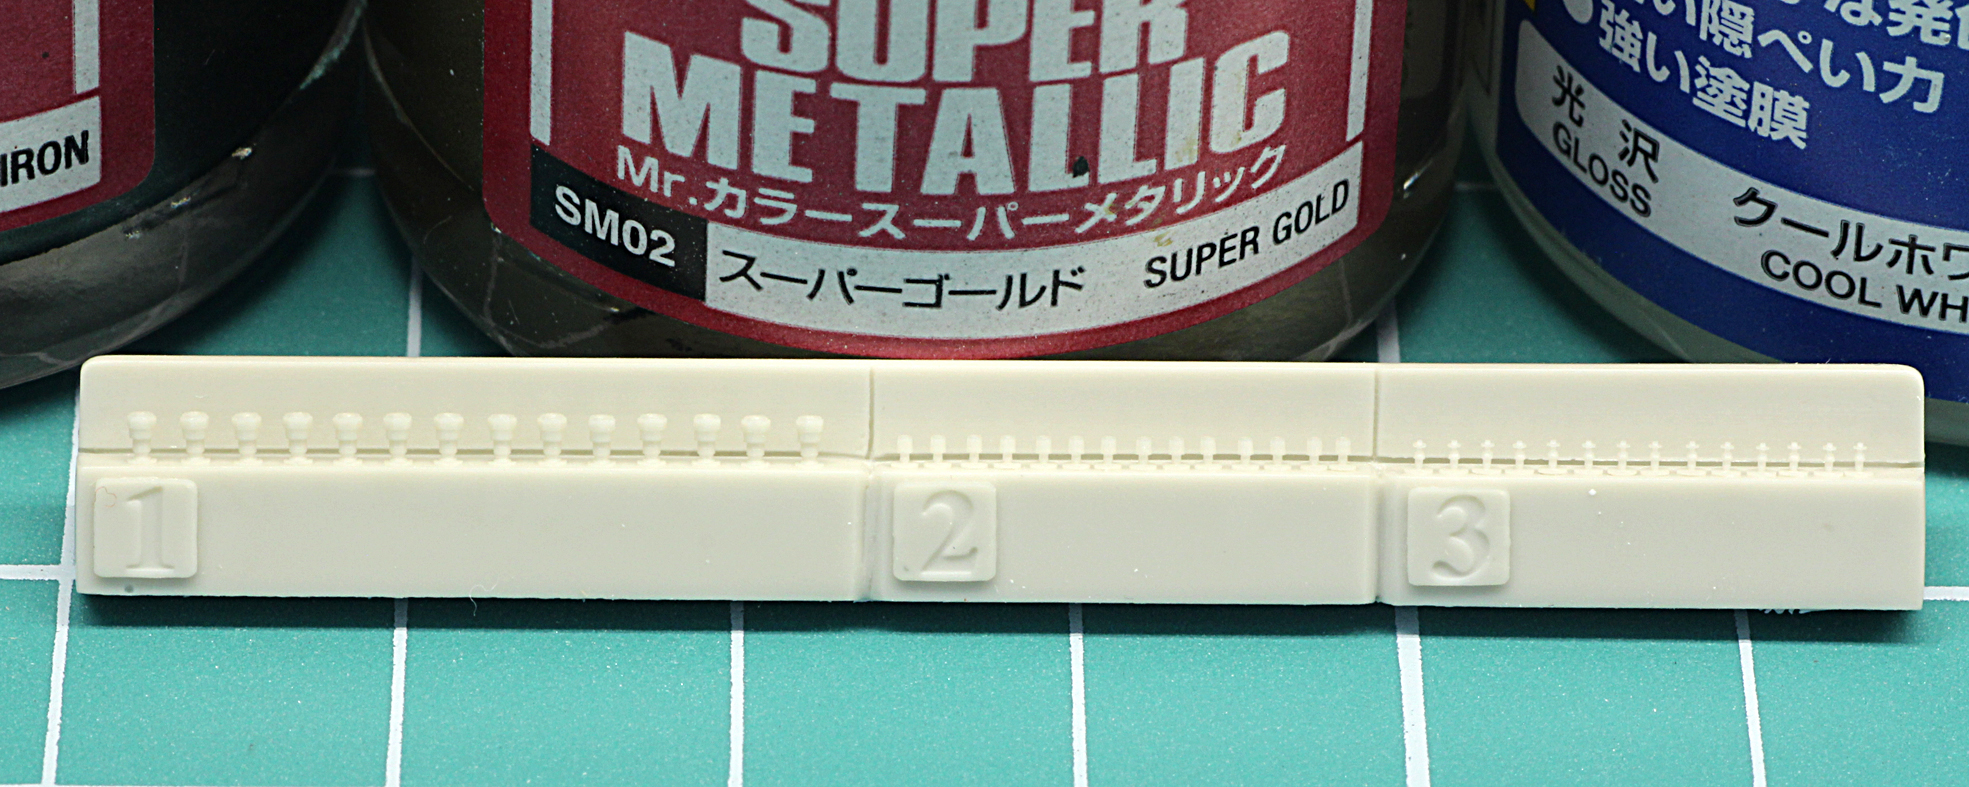 IRON
SUPER
METALLIC
Mr.カラースーパーメタリック
SM02
スーパーゴールド SUPER GOLD
い隠ぺい力
強い塗膜
光沢
GLOSS
クールホワ
COOL WH
1
2
3